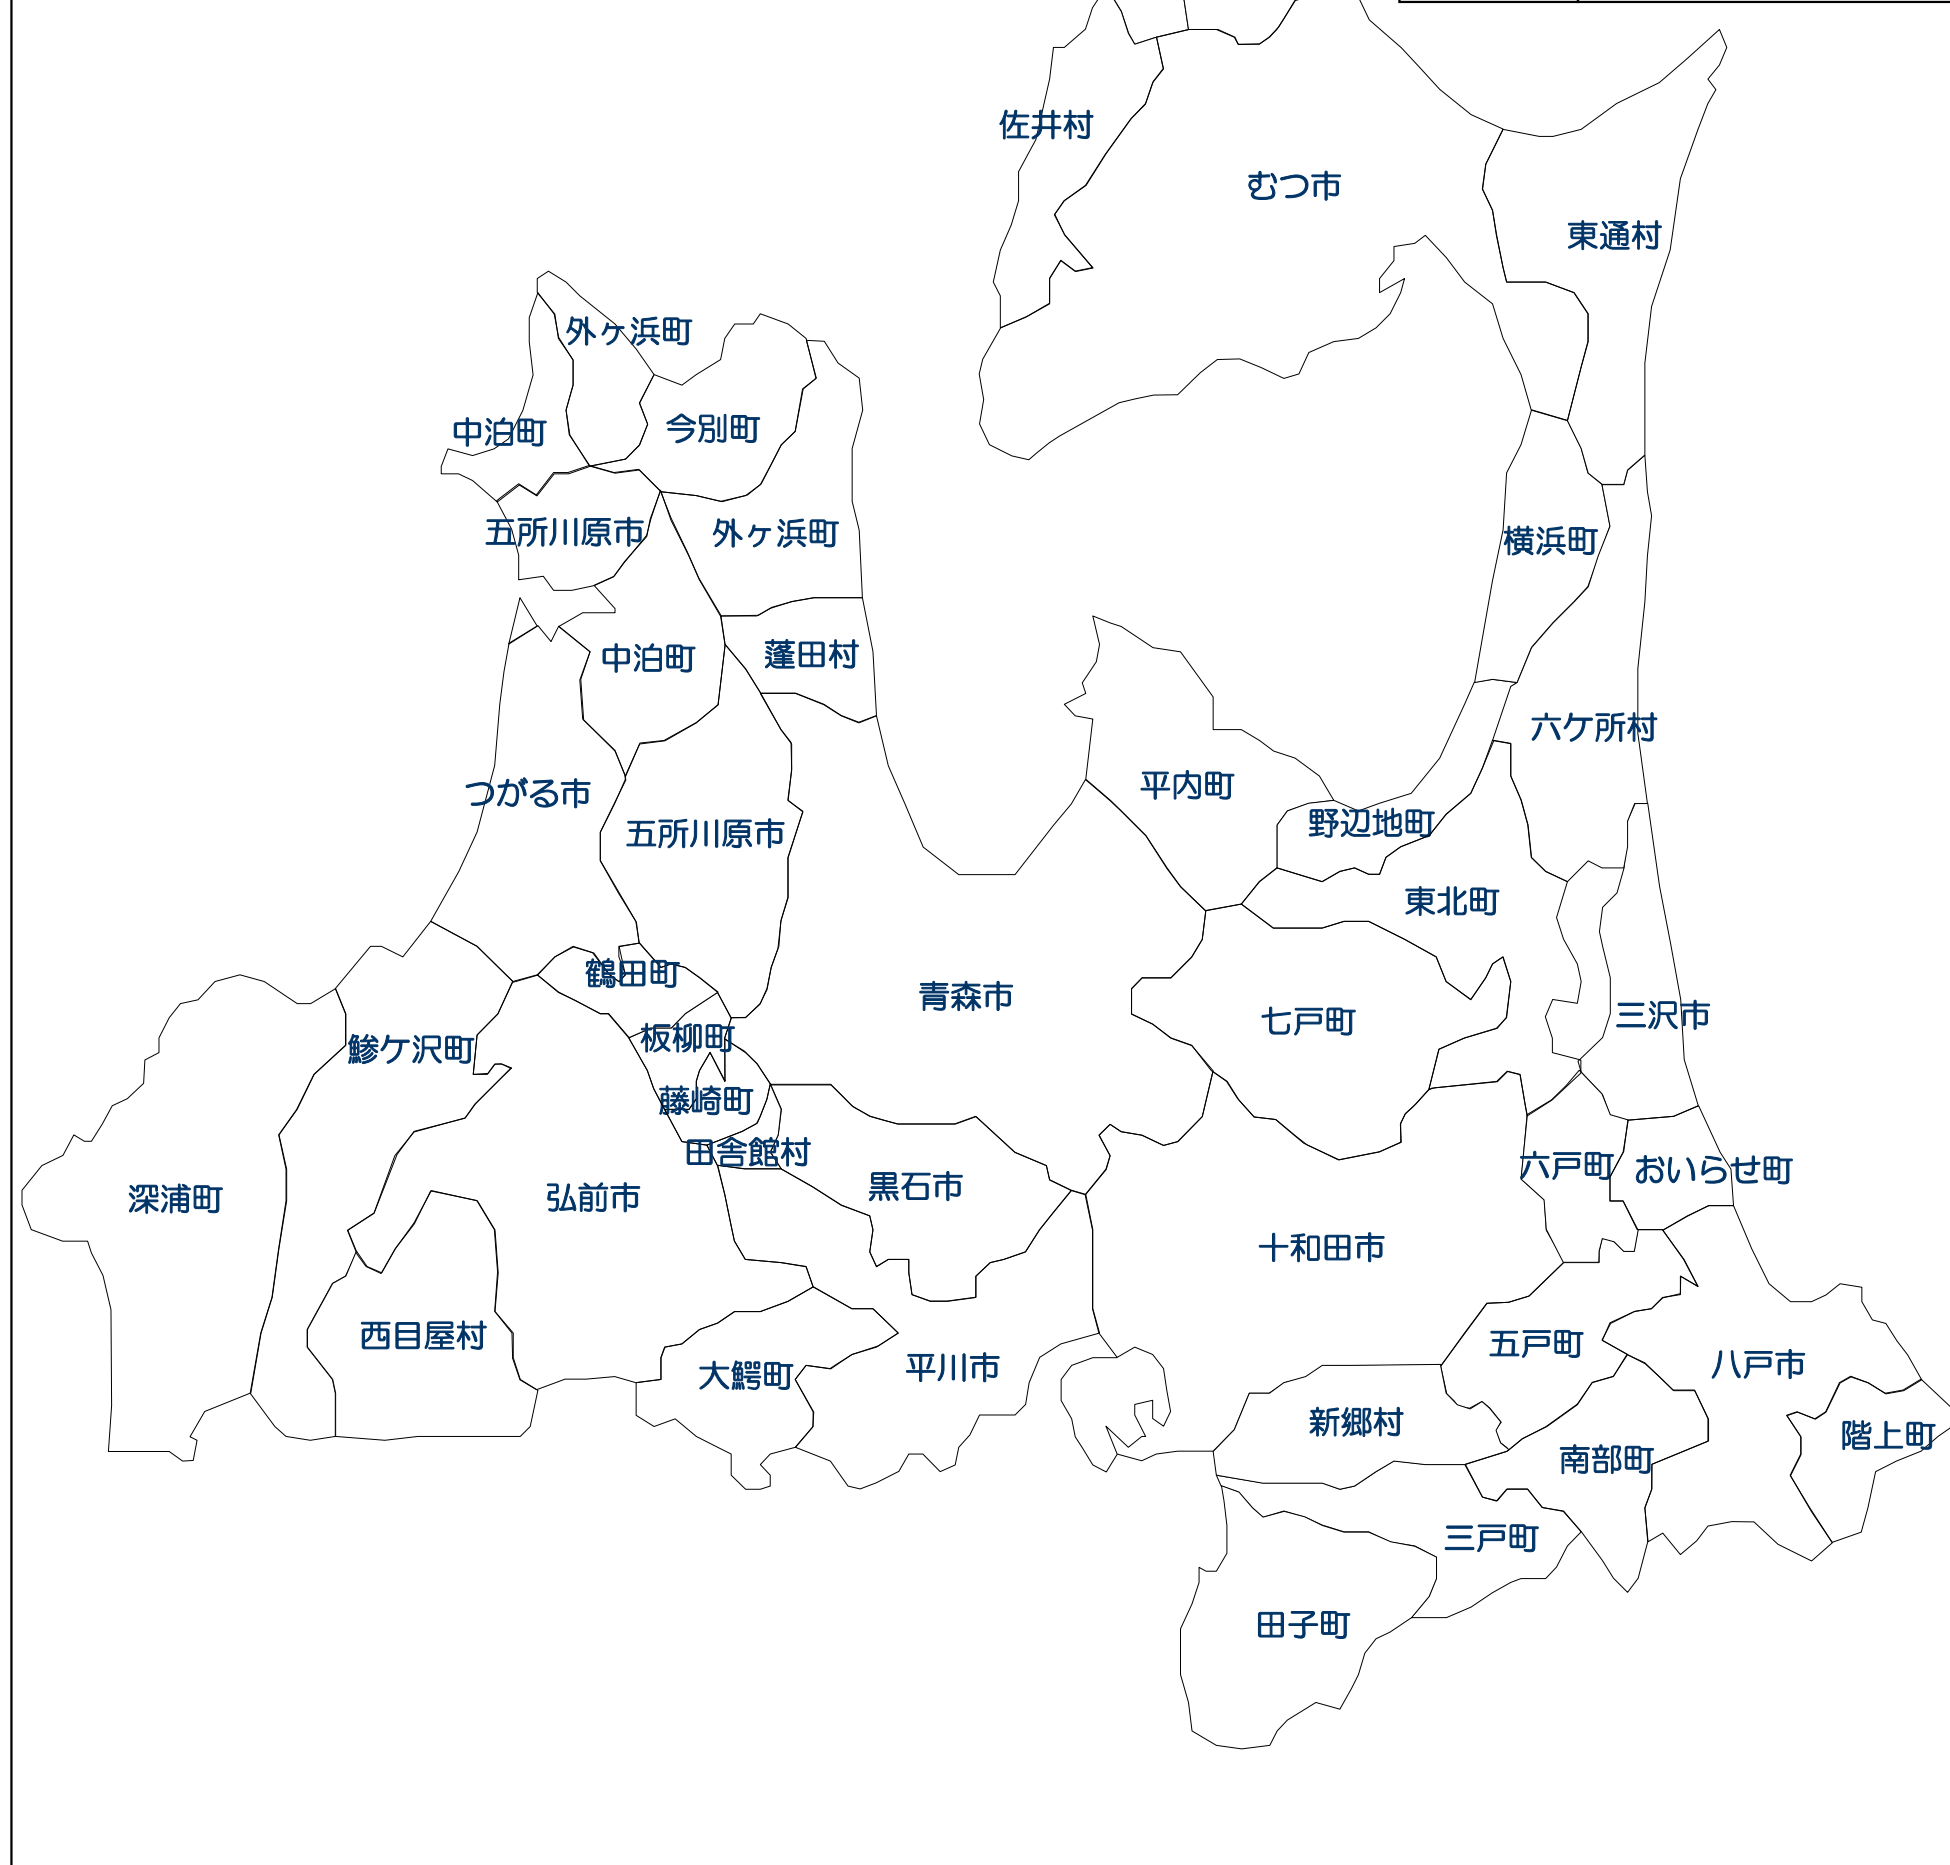 佐井村
むつ市
東通村
外ヶ浜町
今別町
中泊町
五所川原市
外ヶ浜町
横浜町
中泊町
蓬田村
六ケ所村
平内町
つがる市
野辺地町
五所川原市
東北町
鶴田町
青森市
三沢市
七戸町
板柳町
鰺ケ沢町
藤崎町
田舎館村
六戸町
おいらせ町
黒石市
深浦町
弘前市
十和田市
西目屋村
五戸町
八戸市
平川市
大鰐町
新郷村
階上町
南部町
三戸町
田子町